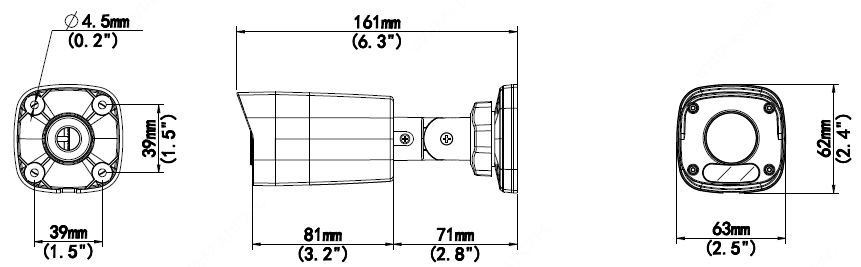 Ø4.5mm
(0.2")
39mm
(1.5")
39mm
(1.5")
161mm
(6.3")
81mm
(3.2")
71mm
(2.8")
62mm
(2.4")
63mm
(2.5")